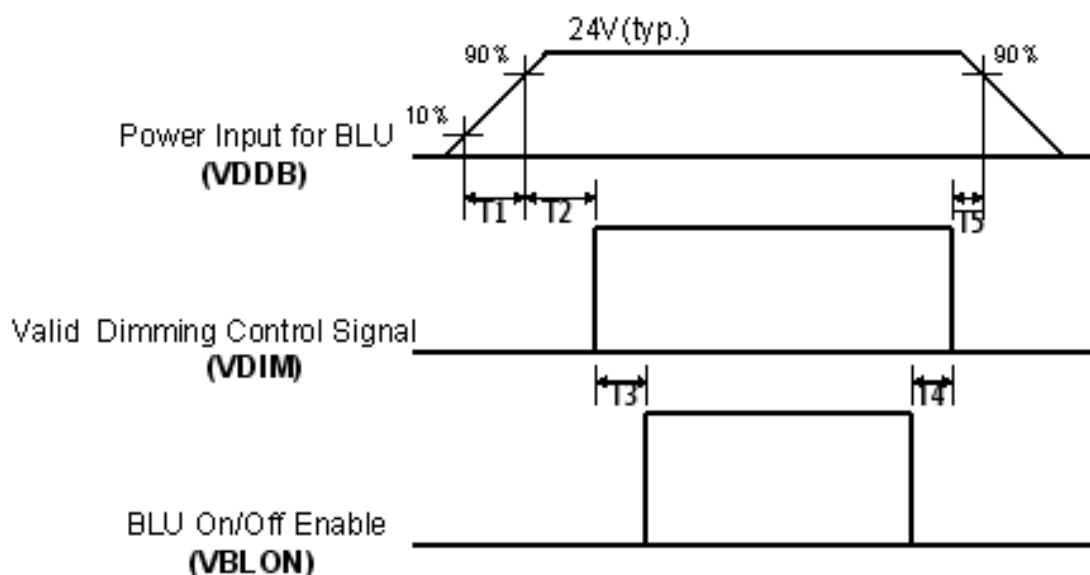 24V(typ.)
90%
90%
10%
Power Input for BLU
(VDDB)
T1
T2
T5
Valid Dimming Control Signal
(VDIM)
T3
T4
BLU On/Off Enable
(VBLON)